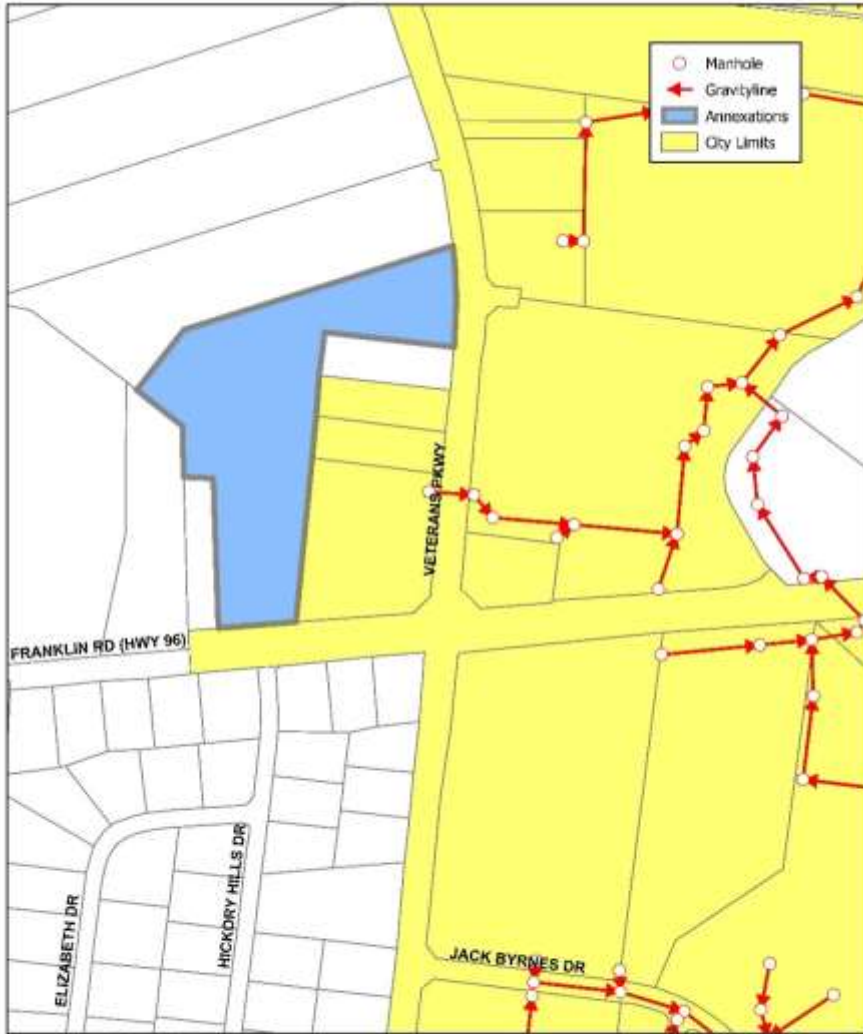 Manhole
Gravityline
Annexations
City Limits
VETERANS PKWY
FRANKLIN RD (HWY 96)
HICKORY HILLS DR
ELIZABETH DR
JACK BYRNES DR